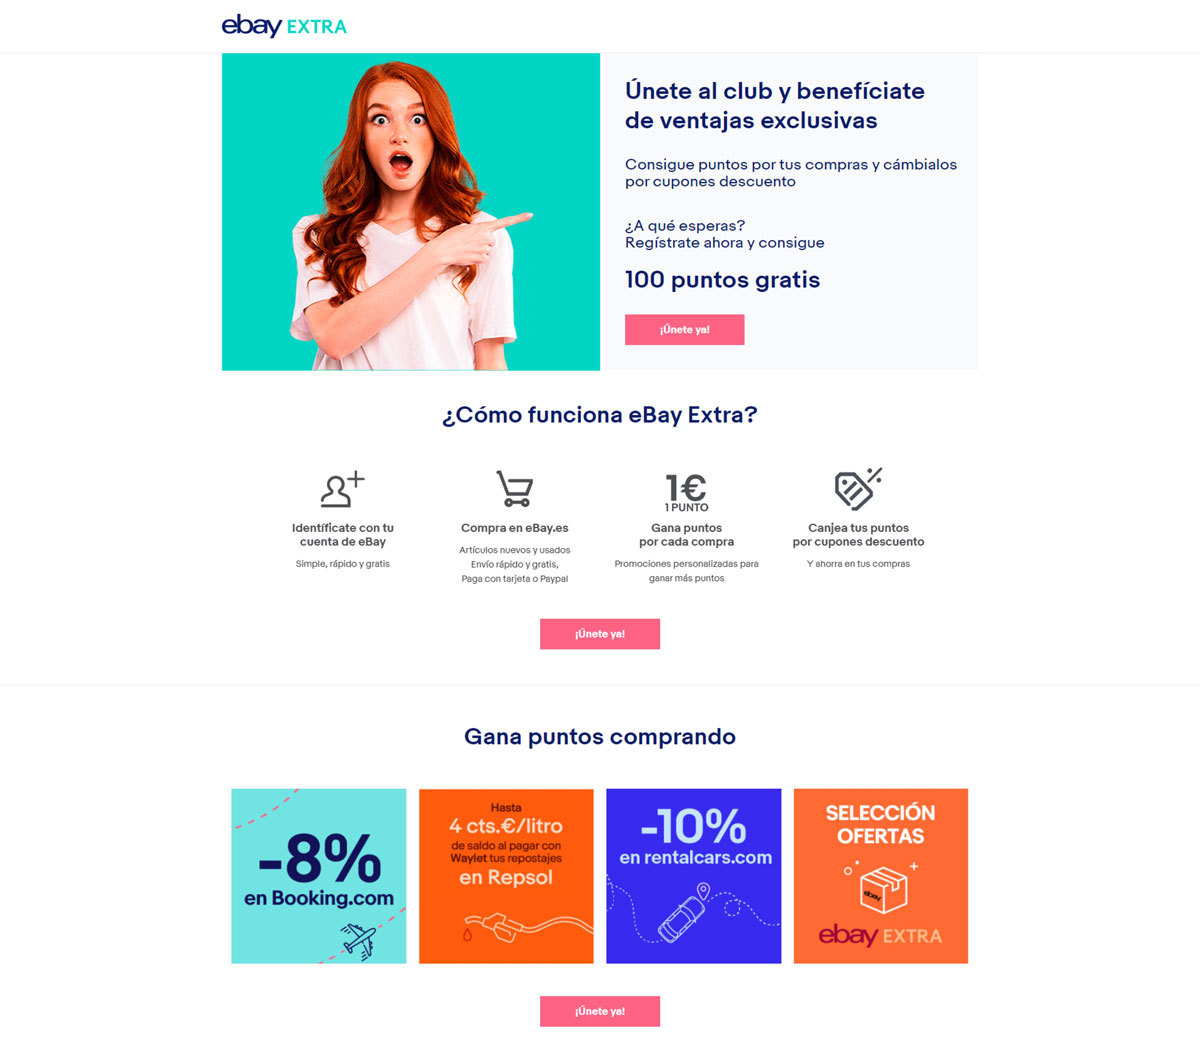 ebay EXTRA
Únete al club y benefíciate
de ventajas exclusivas
Consigue puntos por tus compras y cámbialos
por cupones descuento
¿A qué esperas?
Regístrate ahora y consigue
100 puntos gratis
¡Únete ya!
¿Cómo funciona eBay Extra?
Identifícate con tu
cuenta de eBay
Simple, rápido y gratis
Compra en eBay.es
Artículos nuevos y usados
Envío rápido y gratis,
Paga con tarjeta o Paypal
1€
1 PUNTO
Gana puntos
por cada compra
Promociones personalizadas para
ganar más puntos
Canjea tus puntos
por cupones descuento
Y ahorra en tus compras
¡Únete ya!
Gana puntos comprando
-8%
en Booking.com
Hasta
4 cts.€/litro
de saldo al pagar con
Waylet tus repostajes
en Repsol
-10%
en rentalcars.com
SELECCIÓN
OFERTAS
ebay
ebay EXTRA
¡Únete ya!